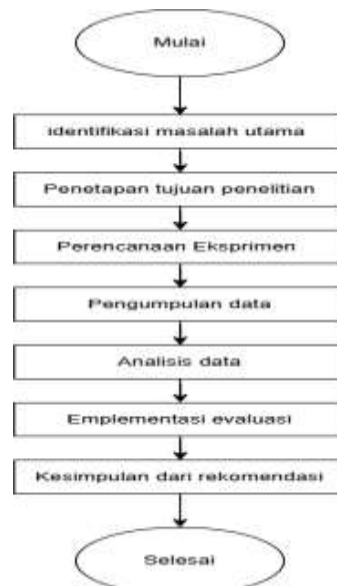 Mulai
identifikasi masalah utama
Penetapan tujuan penelitian
Perencanaan Eksprimen
Pengumpulan data
Analisis data
Emplementasi evaluasi
Kesimpulan dari rekomendasi
Selesai